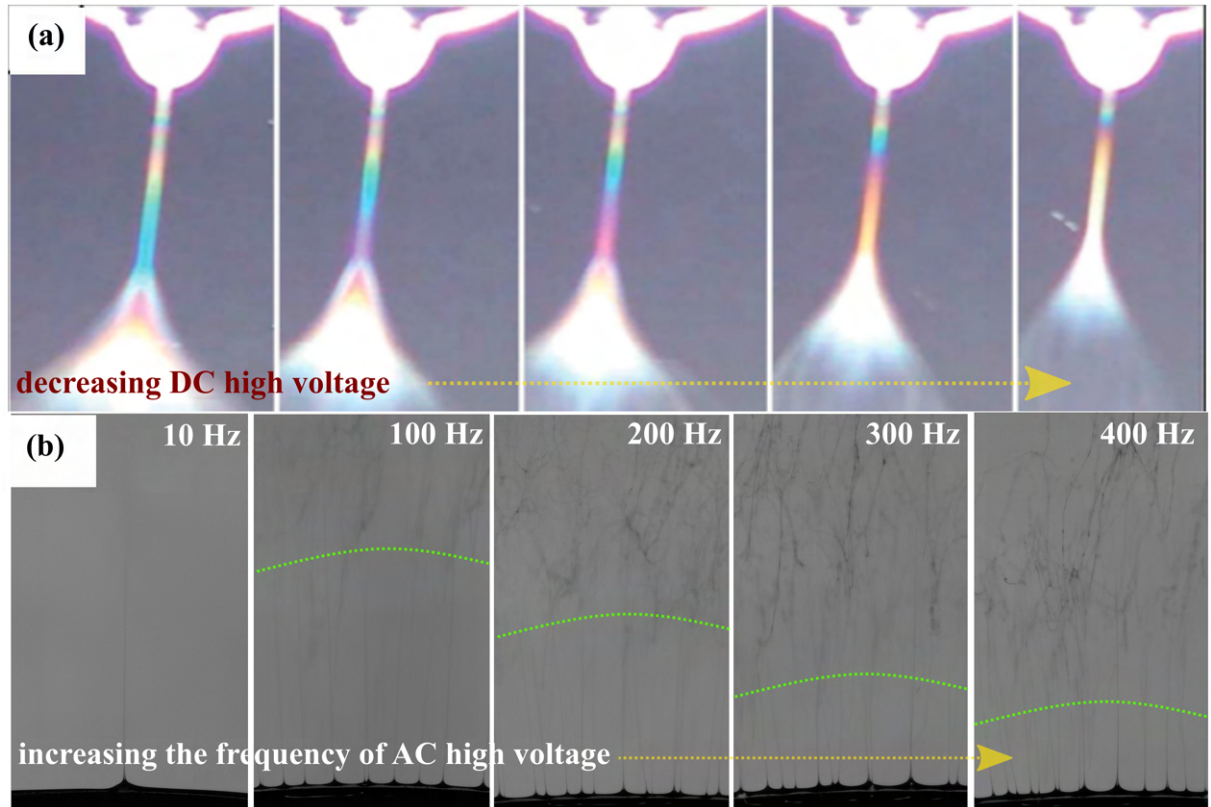 (a)
decreasing DC high voltage
(b)
10 Hz
100 Hz
200 Hz
300 Hz
400 Hz
increasing the frequency of AC high voltage